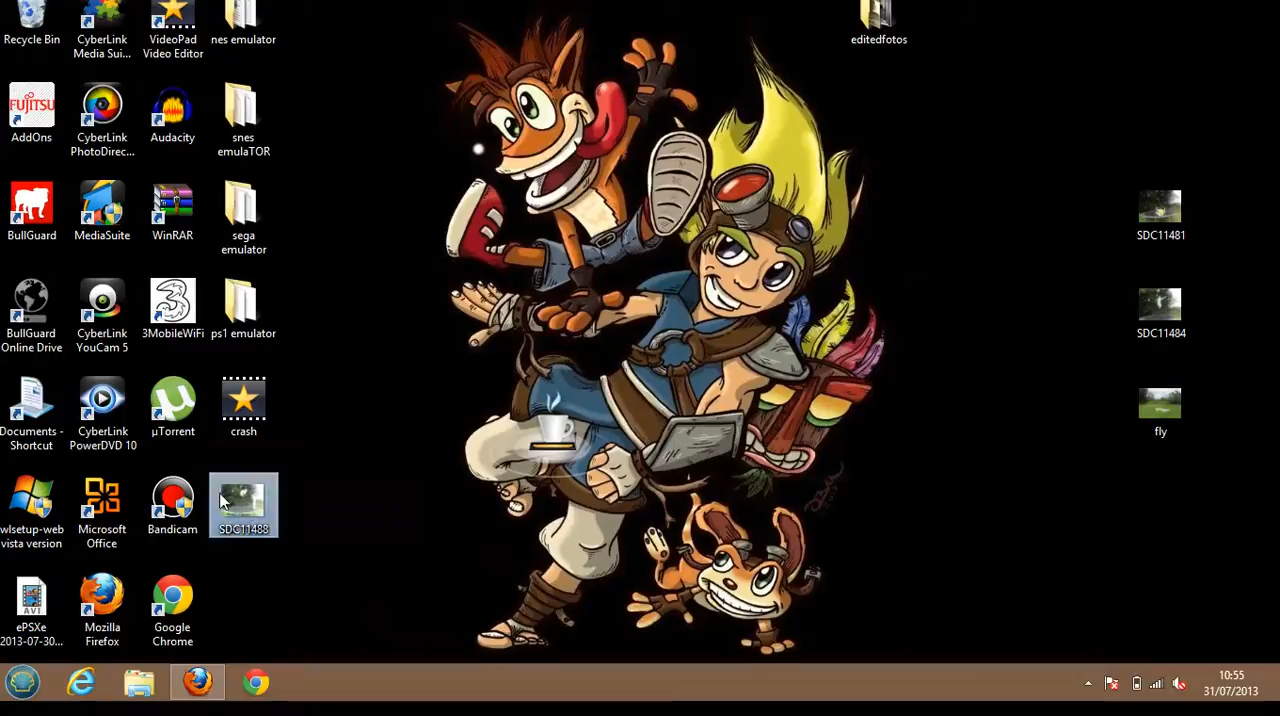 Recycle Bin
CyberLink
Media Sui...
VideoPad
Video Editor
nes emulator
editedfotos
FUJITSU
AddOns
CyberLink
PhotoDirec...
Audacity
snes
emulaTOR
BullGuard
MediaSuite
WinRAR
sega
emulator
SDC11481
BullGuard
Online Drive
CyberLink
YouCam 5
3MobileWiFi
ps1 emulator
SDC11484
Documents -
Shortcut
CyberLink
PowerDVD 10
µTorrent
crash
fly
wlsetup-web
vista version
Microsoft
Office
Bandicam
SDC11488
AVI
ePSXe
2013-07-30...
Mozilla
Firefox
Google
Chrome
10:55
31/07/2013